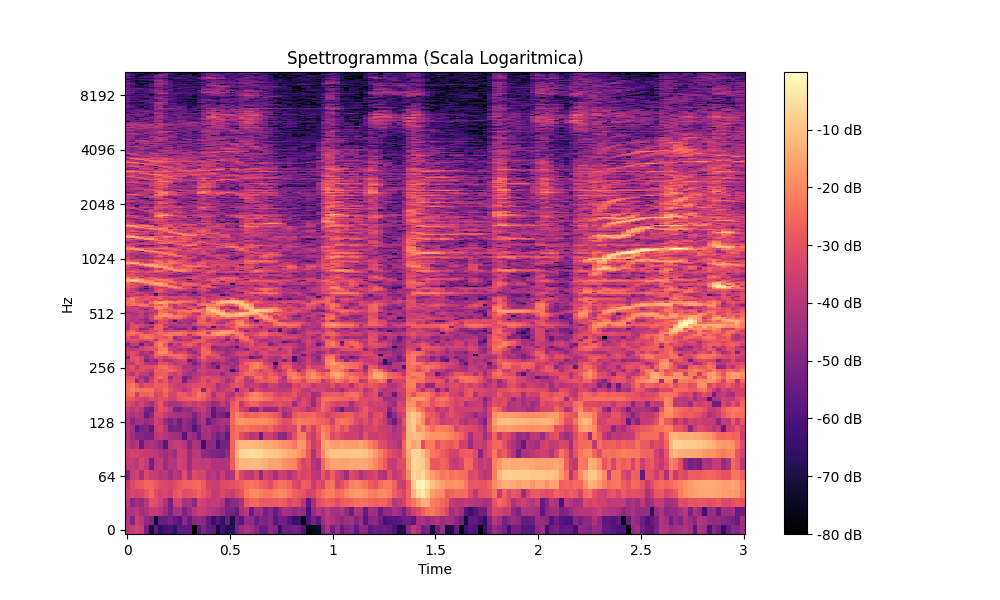 Spettrogramma (Scala Logaritmica)
8192
4096
2048
1024
512
256
128
64
0
Hz
0
0.5
1
1.5
2
2.5
3
Time
-10 dB
-20 dB
-30 dB
-40 dB
-50 dB
-60 dB
-70 dB
-80 dB